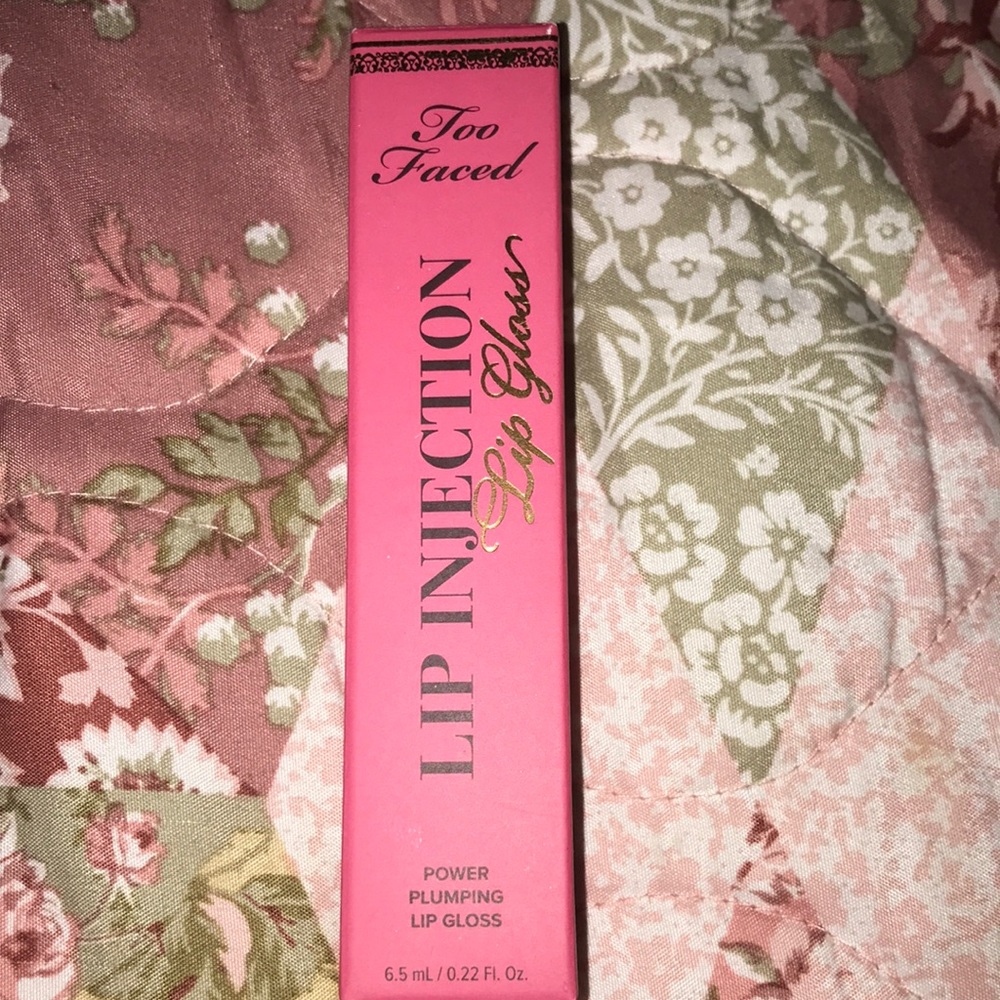 Too
Faced
LIP INJECTION
Lip Gloss
POWER
PLUMPING
LIP GLOSS
6.5 mL / 0.22 Fl. Oz.